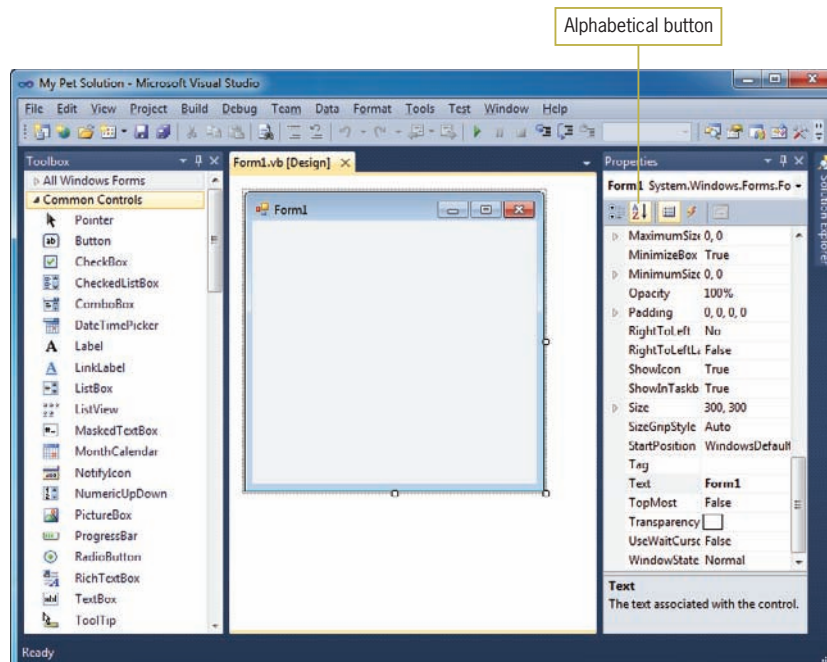 Alphabetical button
My Pet Solution - Microsoft Visual Studio
File Edit View Project Build Debug Team Data Format Tools Test Window Help
Toolbox
All Windows Forms
Common Controls
Pointer
Button
CheckBox
CheckedListBox
ComboBox
DateTimePicker
Label
LinkLabel
ListBox
ListView
MaskedTextBox
MonthCalendar
NotifyIcon
NumericUpDown
PictureBox
ProgressBar
RadioButton
RichTextBox
TextBox
ToolTip
Form1.vb [Design]
Form1
Properties
Form1 System.Windows.Forms.Fo
MaximumSize 0, 0
MinimizeBox True
MinimumSize 0, 0
Opacity 100%
Padding 0, 0, 0, 0
RightToLeft No
RightToLeftLa False
ShowIcon True
ShowInTaskb True
Size 300, 300
SizeGripStyle Auto
StartPosition WindowsDefault
Tag
Text Form1
TopMost False
Transparency
UseWaitCurso False
WindowState Normal
Text
The text associated with the control.
Solution Explorer
Ready